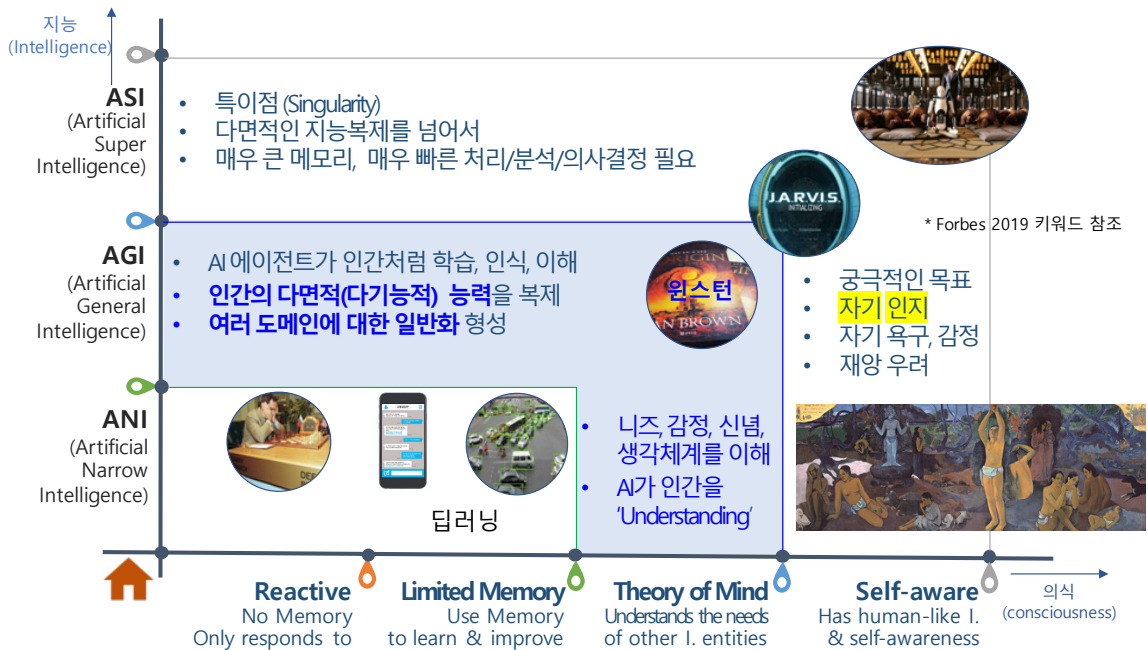 지능
(Intelligence)
ASI
(Artificial
Super
Intelligence)
• 특이점 (Singularity)
• 다면적인 지능복제를 넘어서
• 매우 큰 메모리, 매우 빠른 처리/분석/의사결정 필요
J.A.R.V.I.S.
INITIALIZING
* Forbes 2019 키워드 참조
AGI
(Artificial
General
Intelligence)
• AI 에이전트가 인간처럼 학습, 인식, 이해
• 인간의 다면적(다기능적) 능력을 복제
• 여러 도메인에 대한 일반화 형성
ORIGIN
윈스턴
AN BROWN
• 궁극적인 목표
• 자기 인지
• 자기 욕구, 감정
• 재앙 우려
ANI
(Artificial
Narrow
Intelligence)
딥러닝
• 니즈, 감정, 신념,
생각체계를 이해
• AI가 인간을
'Understanding'
Reactive
No Memory
Only responds to
Limited Memory
Use Memory
to learn & improve
Theory of Mind
Understands the needs
of other I. entities
Self-aware
Has human-like I.
& self-awareness
의식
(consciousness)